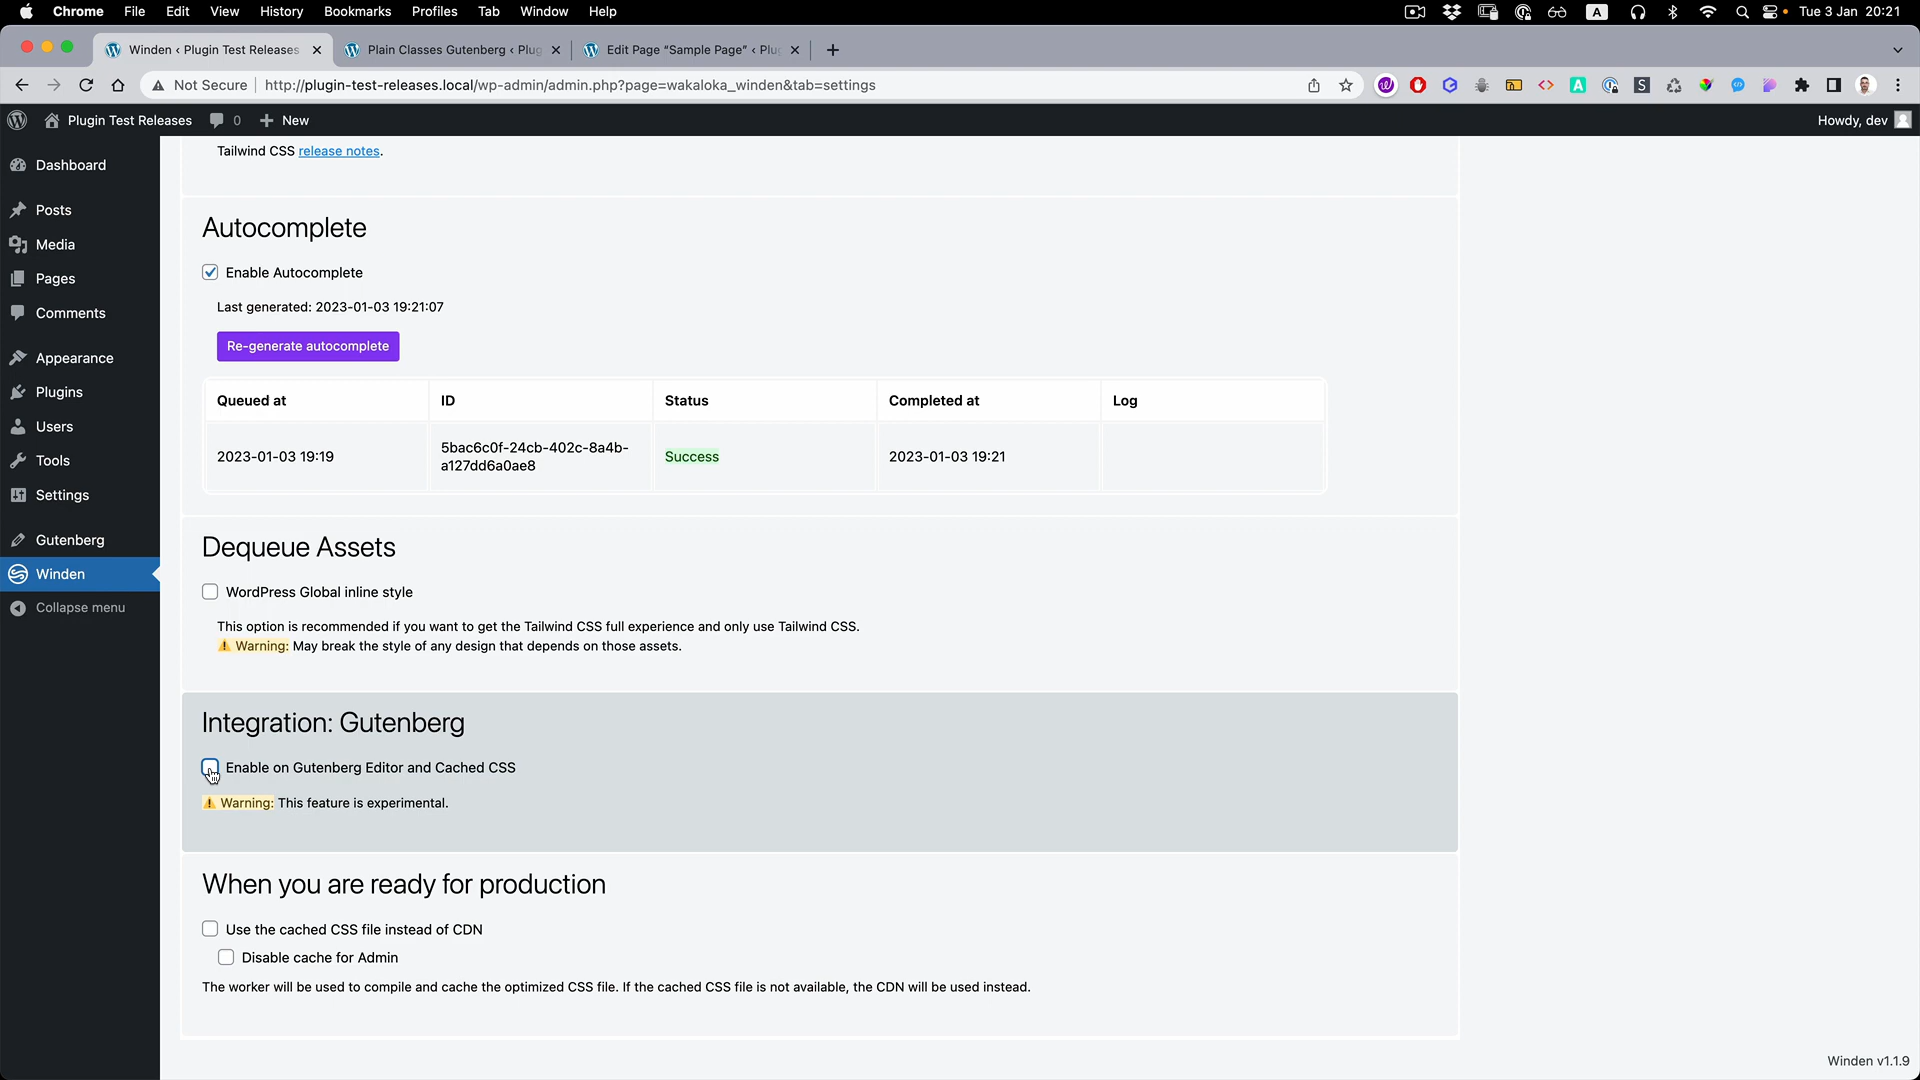 Chrome File Edit View History Bookmarks Profiles Tab Window Help
A Tue 3 Jan 20:21
Winden ‹ Plugin Test Releases
Plain Classes Gutenberg ‹ Plug
Edit Page “Sample Page” ‹ Plug
Not Secure http://plugin-test-releases.local/wp-admin/admin.php?page=wakaloka_winden&tab=settings
Plugin Test Releases 0 New Howdy, dev
Dashboard
Posts
Media
Pages
Comments
Appearance
Plugins
Users
Tools
Settings
Gutenberg
Winden
Collapse menu
Tailwind CSS release notes.
Autocomplete
Enable Autocomplete
Last generated: 2023-01-03 19:21:07
Re-generate autocomplete
Queued at ID Status Completed at Log
2023-01-03 19:19 5bac6c0f-24cb-402c-8a4b-a127dd6a0ae8 Success 2023-01-03 19:21
Dequeue Assets
WordPress Global inline style
This option is recommended if you want to get the Tailwind CSS full experience and only use Tailwind CSS.
⚠ Warning: May break the style of any design that depends on those assets.
Integration: Gutenberg
Enable on Gutenberg Editor and Cached CSS
⚠ Warning: This feature is experimental.
When you are ready for production
Use the cached CSS file instead of CDN
Disable cache for Admin
The worker will be used to compile and cache the optimized CSS file. If the cached CSS file is not available, the CDN will be used instead.
Winden v1.1.9